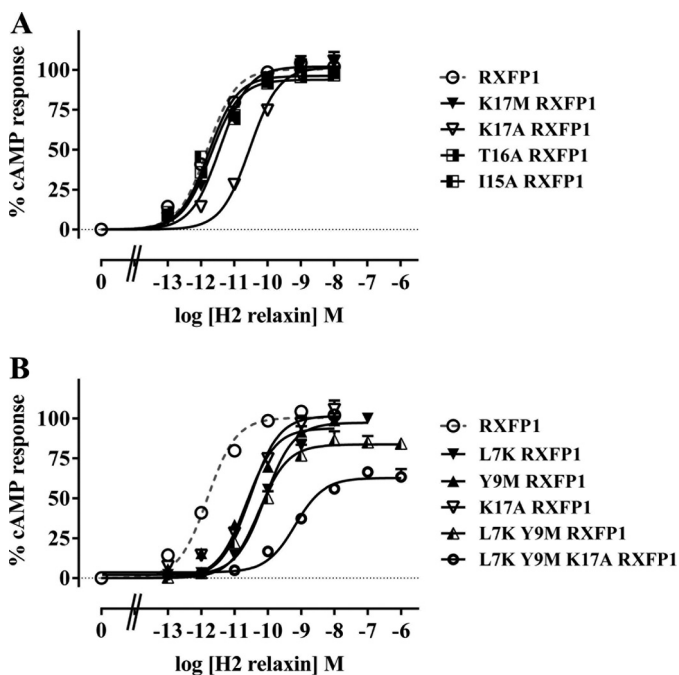 A
% cAMP response
100
75
50
25
0
0 -13 -12 -11 -10 -9 -8 -7 -6
log [H2 relaxin] M
RXFP1
K17M RXFP1
K17A RXFP1
T16A RXFP1
I15A RXFP1
B
% cAMP response
100
75
50
25
0
0 -13 -12 -11 -10 -9 -8 -7 -6
log [H2 relaxin] M
RXFP1
L7K RXFP1
Y9M RXFP1
K17A RXFP1
L7K Y9M RXFP1
L7K Y9M K17A RXFP1